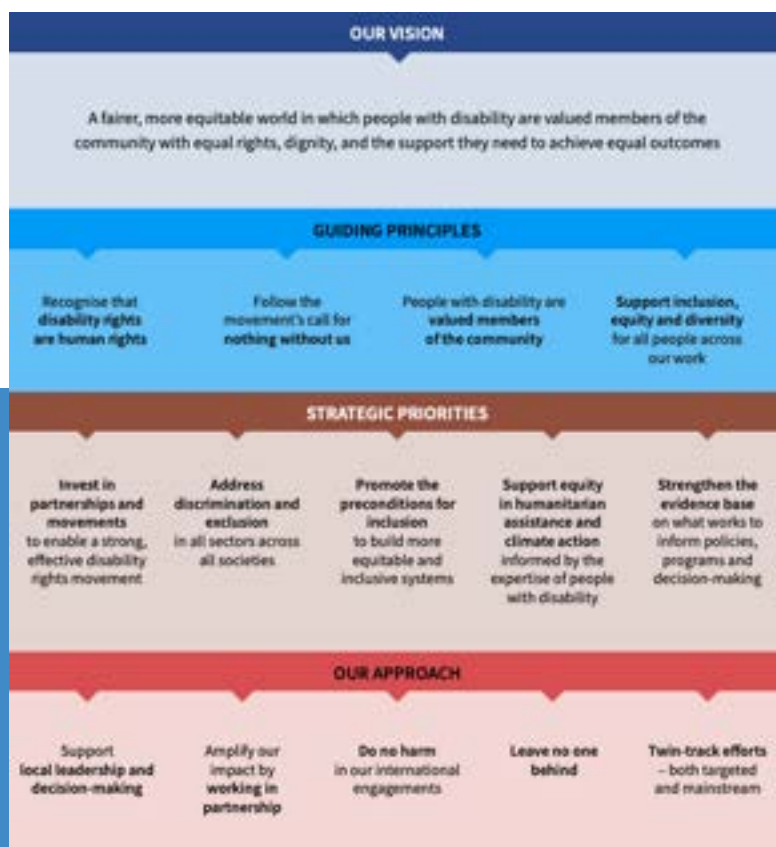 OUR VISION
A fairer, more equitable world in which people with disability are valued members of the
community with equal rights, dignity, and the support they need to achieve equal outcomes
GUIDING PRINCIPLES
Recognise that
disability rights
are human rights
Follow the
movement's call for
nothing without us
People with disability are
valued members
of the community
Support inclusion,
equity and diversity
for all people across
our work
STRATEGIC PRIORITIES
Invest in
partnerships and
movements
to enable a strong,
effective disability
rights movement
Address
discrimination and
exclusion
in all sectors across
all societies
Promote the
preconditions for
inclusion
to build more
equitable and
inclusive systems
Support equity
in humanitarian
assistance and
climate action
informed by the
expertise of people
with disability
Strengthen the
evidence base
on what works to
inform policies,
programs and
decision-making
OUR APPROACH
Support
local leadership and
decision-making
Amplify our
impact by
working in
partnership
Do no harm
in our international
engagements
Leave no one
behind
Twin-track efforts
– both targeted
and mainstream